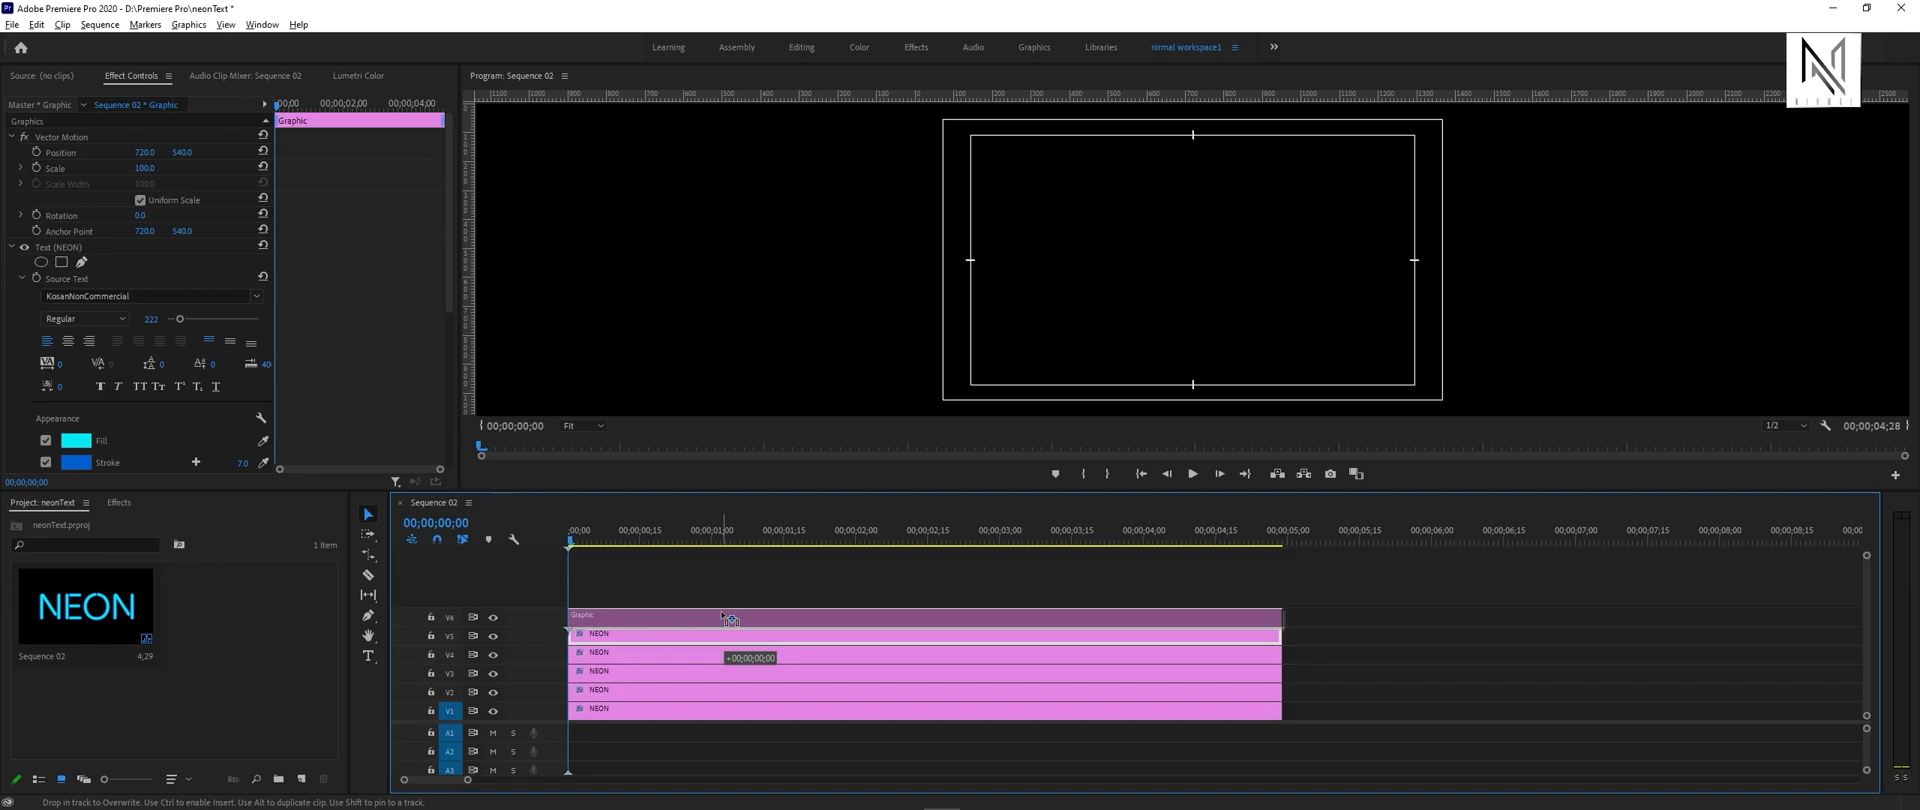 Adobe Premiere Pro 2020 - D:\Premiere Pro\neonText *
File Edit Clip Sequence Markers Graphics View Window Help
Learning Assembly Editing Color Effects Audio Graphics Libraries nirmal workspace1
Source: (no clips) Effect Controls Audio Clip Mixer: Sequence 02 Lumetri Color
Program: Sequence 02
Master * Graphic Sequence 02 * Graphic
00;00 00;00;02;00 00;00;04;00
Graphics
Graphic
fx Vector Motion
Position 720.0 540.0
Scale 100.0
Scale Width 100.0
Uniform Scale
Rotation 0.0
Anchor Point 720.0 540.0
Text (NEON)
Source Text
KosanNonCommercial
Regular 222
0 0 0 0 40
0
Appearance
Fill
Stroke 7.0
00;00;00;00
00;00;00;00 Fit 1/2 00;00;04;28
Project: neonText Effects
neonText.prproj
1 Item
NEON
Sequence 02 4;29
Sequence 02
00;00;00;00
;00;00 00;00;00;15 00;00;01;00 00;00;01;15 00;00;02;00 00;00;02;15 00;00;03;00 00;00;03;15 00;00;04;00 00;00;04;15 00;00;05;00 00;00;05;15 00;00;06;00 00;00;06;15 00;00;07;00 00;00;07;15 00;00;08;00 00;00;08;15 00;00
V6 Graphic
V5 NEON
V4 NEON
+00;00;00;00
V3 NEON
V2 NEON
V1 NEON
A1 M S
A2 M S
A3 M S
S S
Drop in track to Overwrite. Use Ctrl to enable Insert. Use Alt to duplicate clip. Use Shift to pin to a track.